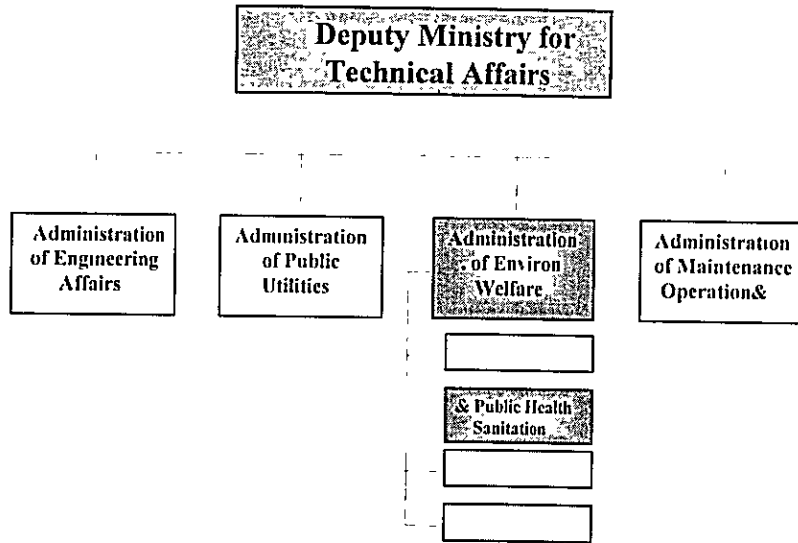 Deputy Ministry for
Technical Affairs
Administration
of Engineering
Affairs
Administration
of Public
Utilities
Administration
of Environ
Welfare
Administration
of Maintenance
Operation&
& Public Health
Sanitation